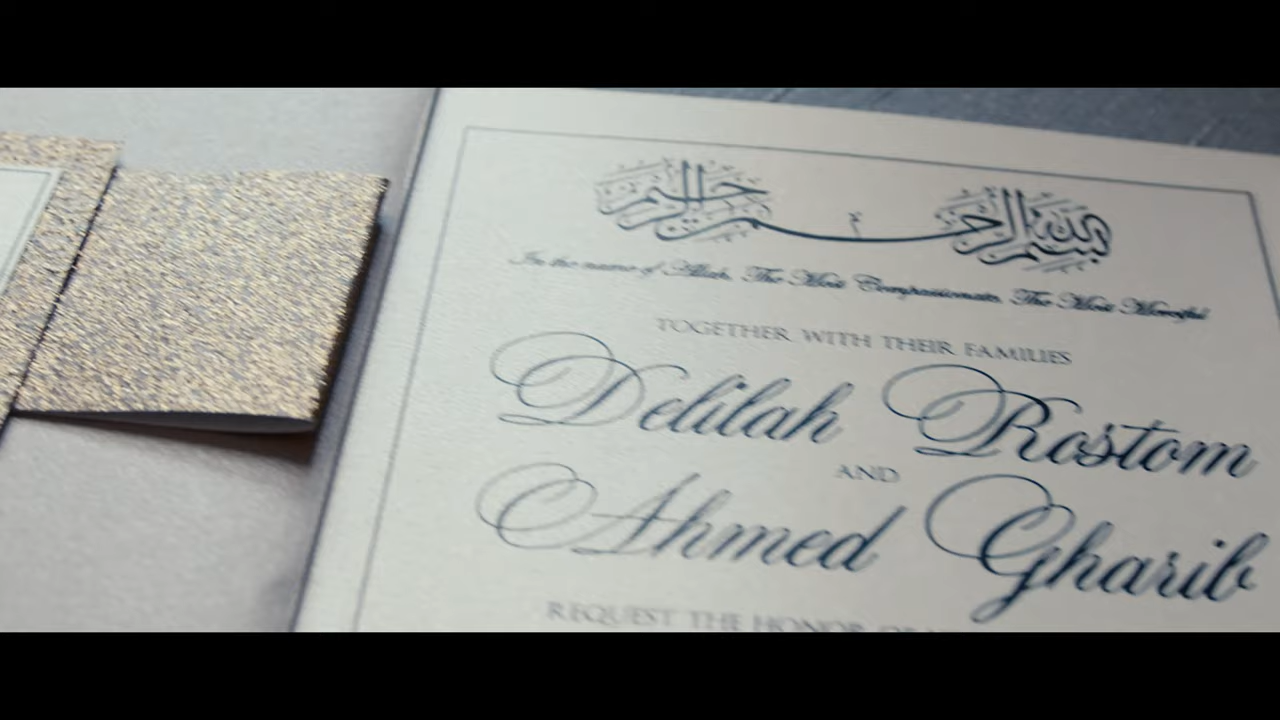 بسم الله الرحمن الرحيم
In the name of Allah, The Most Compassionate, The Most Merciful
TOGETHER WITH THEIR FAMILIES
Delilah Rostom
AND
Ahmed Gharib
REQUEST THE HONOR OF